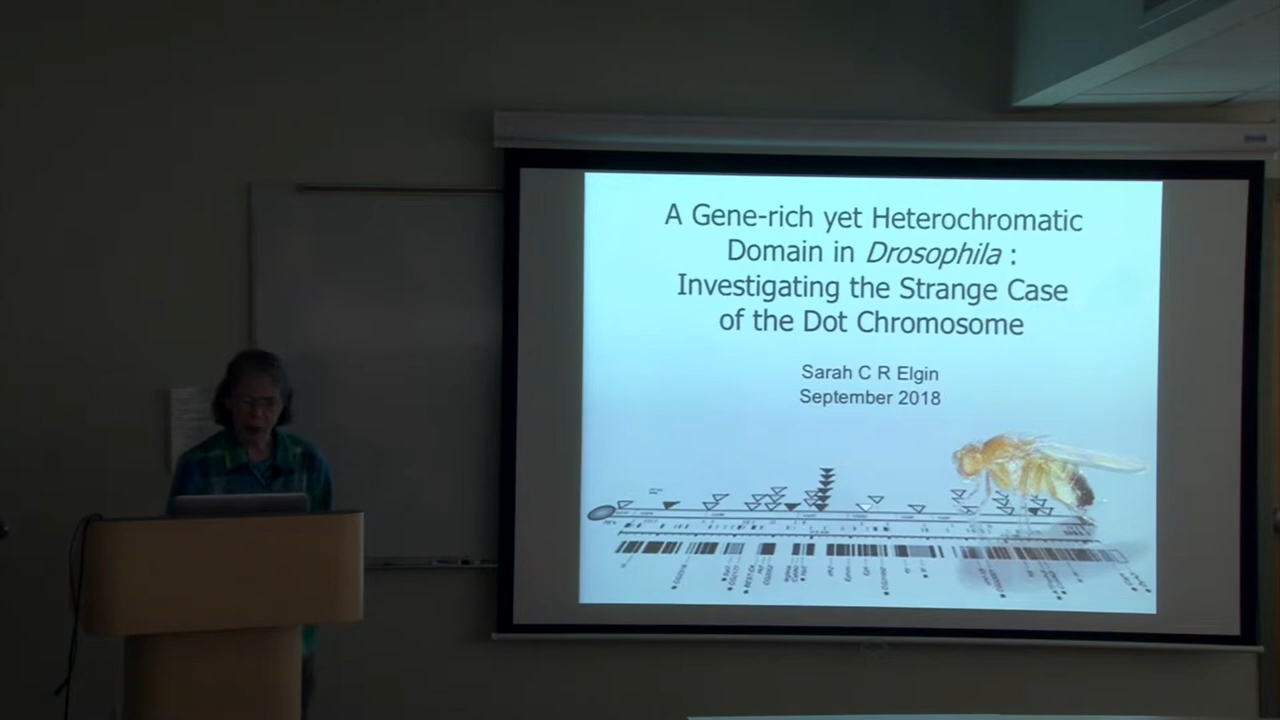 A Gene-rich yet Heterochromatic
Domain in Drosophila :
Investigating the Strange Case
of the Dot Chromosome
Sarah C R Elgin
September 2018